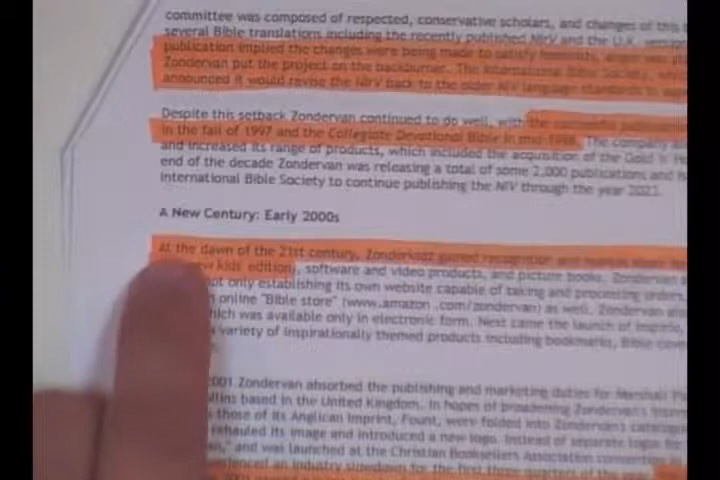 committee was composed of respected, conservative scholars, and changes of this
several Bible translations including the recently published NIrV and the U.K.
publication implied the changes were being made to satisfy feminists,
Zondervan put the project on the backburner. The International Bible Society,
announced it would revise the NIrV back to the older NIV language standards
Despite this setback Zondervan continued to do well, with the
in the fall of 1997 and the Collegiate Devotional Bible in mid-1998. The company
and increased its range of products, which included the acquisition of the Gold 'n
end of the decade Zondervan was releasing a total of some 2,000 publications and
International Bible Society to continue publishing the NIV through the year 2023.
A New Century: Early 2000s
At the dawn of the 21st century, Zonderkidz gained recognition and
kids edition), software and video products, and picture books. Zondervan
not only establishing its own website capable of taking and processing orders,
online "Bible store" (www.amazon.com/zondervan) as well. Zondervan
which was available only in electronic form. Next came the launch of Inspirio,
variety of inspirationally themed products including bookmarks, Bible
2001 Zondervan absorbed the publishing and marketing duties for Marshall
based in the United Kingdom. In hopes of broadening Zondervan's
those of its Anglican imprint, Fount, were folded into Zondervan's
and introduced a new logo. Instead of separate logos for
and was launched at the Christian Booksellers Association convention
an industry slowdown for the first three quarters of the